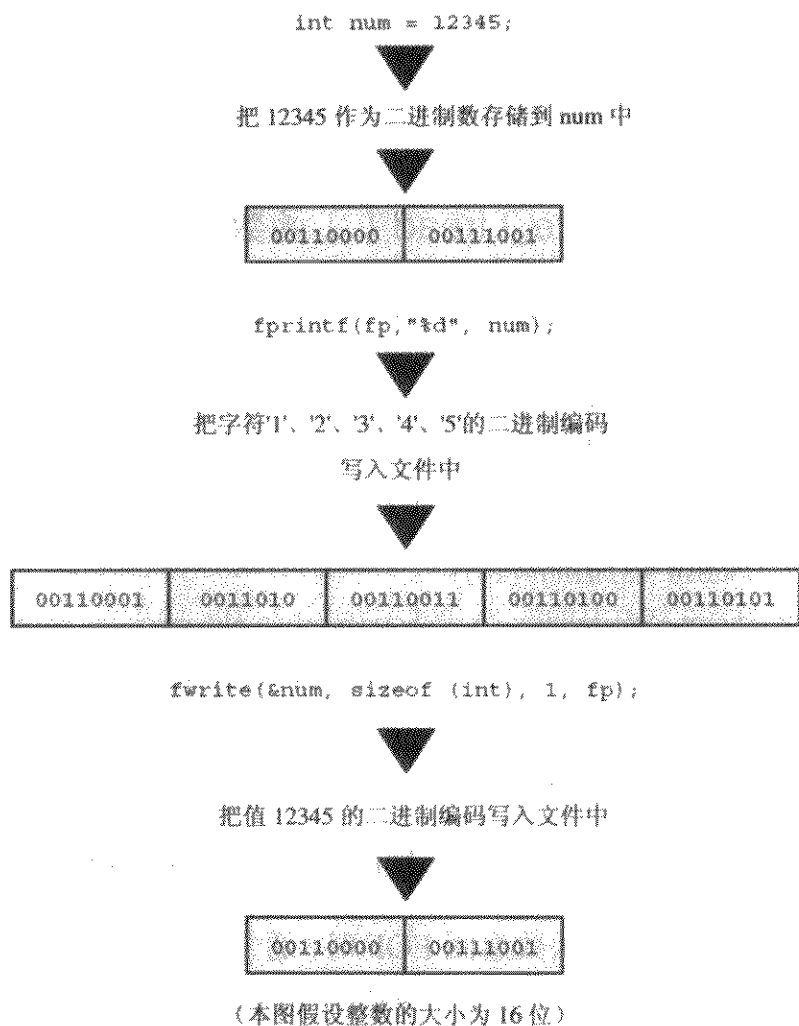 int num = 12345;
把 12345 作为二进制数存储到 num 中
00110000 00111001
fprintf(fp,"%d", num);
把字符'1'、'2'、'3'、'4'、'5'的二进制编码
写入文件中
00110001 0011010 00110011 00110100 00110101
fwrite(&num, sizeof (int), 1, fp);
把值 12345 的二进制编码写入文件中
00110000 00111001
（本图假设整数的大小为 16 位）